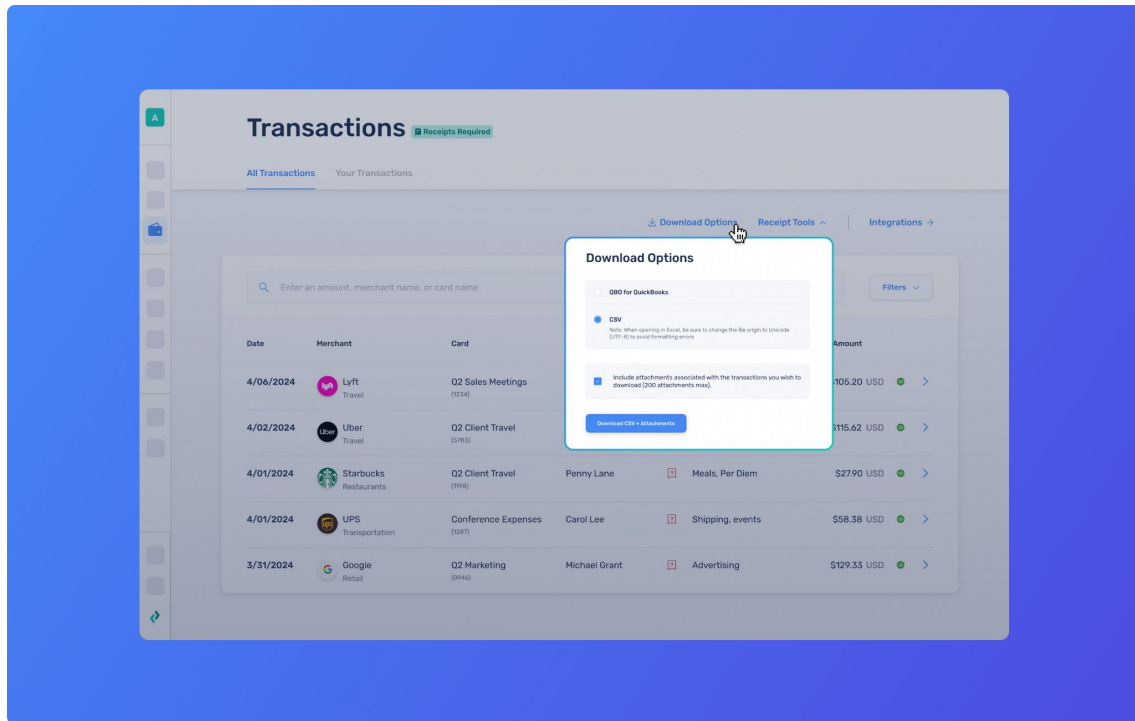 A
Transactions
Receipts Required
All Transactions Your Transactions
Download Options Receipt Tools Integrations →
Download Options
QBO for QuickBooks
CSV
Note: When opening in Excel, be sure to change the file origin to Unicode
(UTF-8) to avoid formatting errors
Include attachments associated with the transactions you wish to
download (200 attachments max).
Download CSV + Attachments
Enter an amount, merchant name, or card name Filters
Date Merchant Card Amount
4/06/2024 Lyft Q2 Sales Meetings 105.20 USD
Travel (1234)
4/02/2024 Uber Uber Q2 Client Travel $115.62 USD
Travel (5783)
4/01/2024 Starbucks Q2 Client Travel Penny Lane Meals, Per Diem $27.90 USD
Restaurants (1198)
4/01/2024 UPS Conference Expenses Carol Lee Shipping, events $58.38 USD
Transportation (1287)
3/31/2024 Google Q2 Marketing Michael Grant Advertising $129.33 USD
Retail (0946)